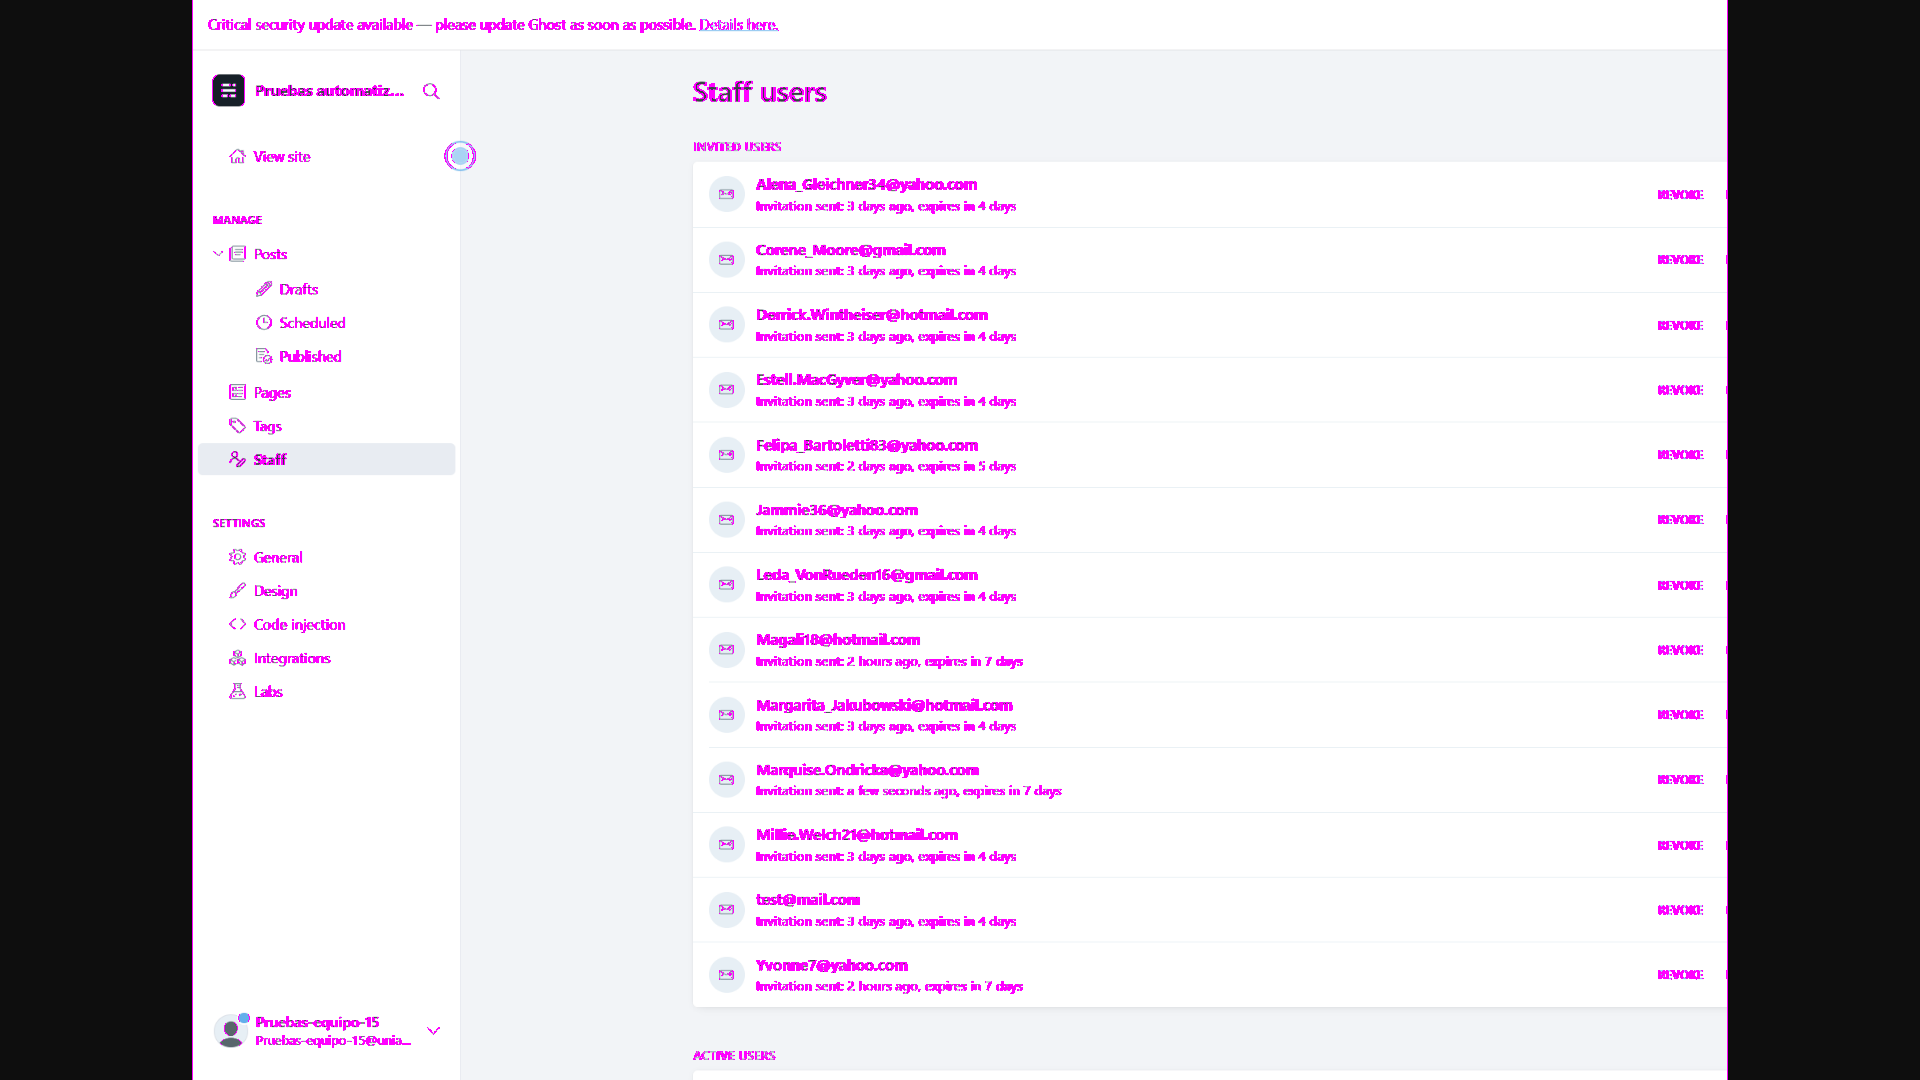 Critical security update available — please update Ghost as soon as possible. Details here.
Pruebas automatiz...
View site
MANAGE
Posts
Drafts
Scheduled
Published
Pages
Tags
Staff
SETTINGS
General
Design
Code injection
Integrations
Labs
Pruebas-equipo-15
Pruebas-equipo-15@unia...
Staff users
INVITED USERS
Alena_Gleichner34@yahoo.com
Invitation sent: 3 days ago, expires in 4 days
REVOKE
Corene_Moore@gmail.com
Invitation sent: 3 days ago, expires in 4 days
REVOKE
Derrick.Wintheiser@hotmail.com
Invitation sent: 3 days ago, expires in 4 days
REVOKE
Estell.MacGyver@yahoo.com
Invitation sent: 3 days ago, expires in 4 days
REVOKE
Felipa_Bartoletti83@yahoo.com
Invitation sent: 2 days ago, expires in 5 days
REVOKE
Jammie36@yahoo.com
Invitation sent: 3 days ago, expires in 4 days
REVOKE
Leda_VonRueden16@gmail.com
Invitation sent: 3 days ago, expires in 4 days
REVOKE
Magali18@hotmail.com
Invitation sent: 2 hours ago, expires in 7 days
REVOKE
Margarita_Jakubowski@hotmail.com
Invitation sent: 3 days ago, expires in 4 days
REVOKE
Marquise.Ondricka@yahoo.com
Invitation sent: a few seconds ago, expires in 7 days
REVOKE
Millie.Welch21@hotmail.com
Invitation sent: 3 days ago, expires in 4 days
REVOKE
test@mail.com
Invitation sent: 3 days ago, expires in 4 days
REVOKE
Yvonne7@yahoo.com
Invitation sent: 2 hours ago, expires in 7 days
REVOKE
ACTIVE USERS